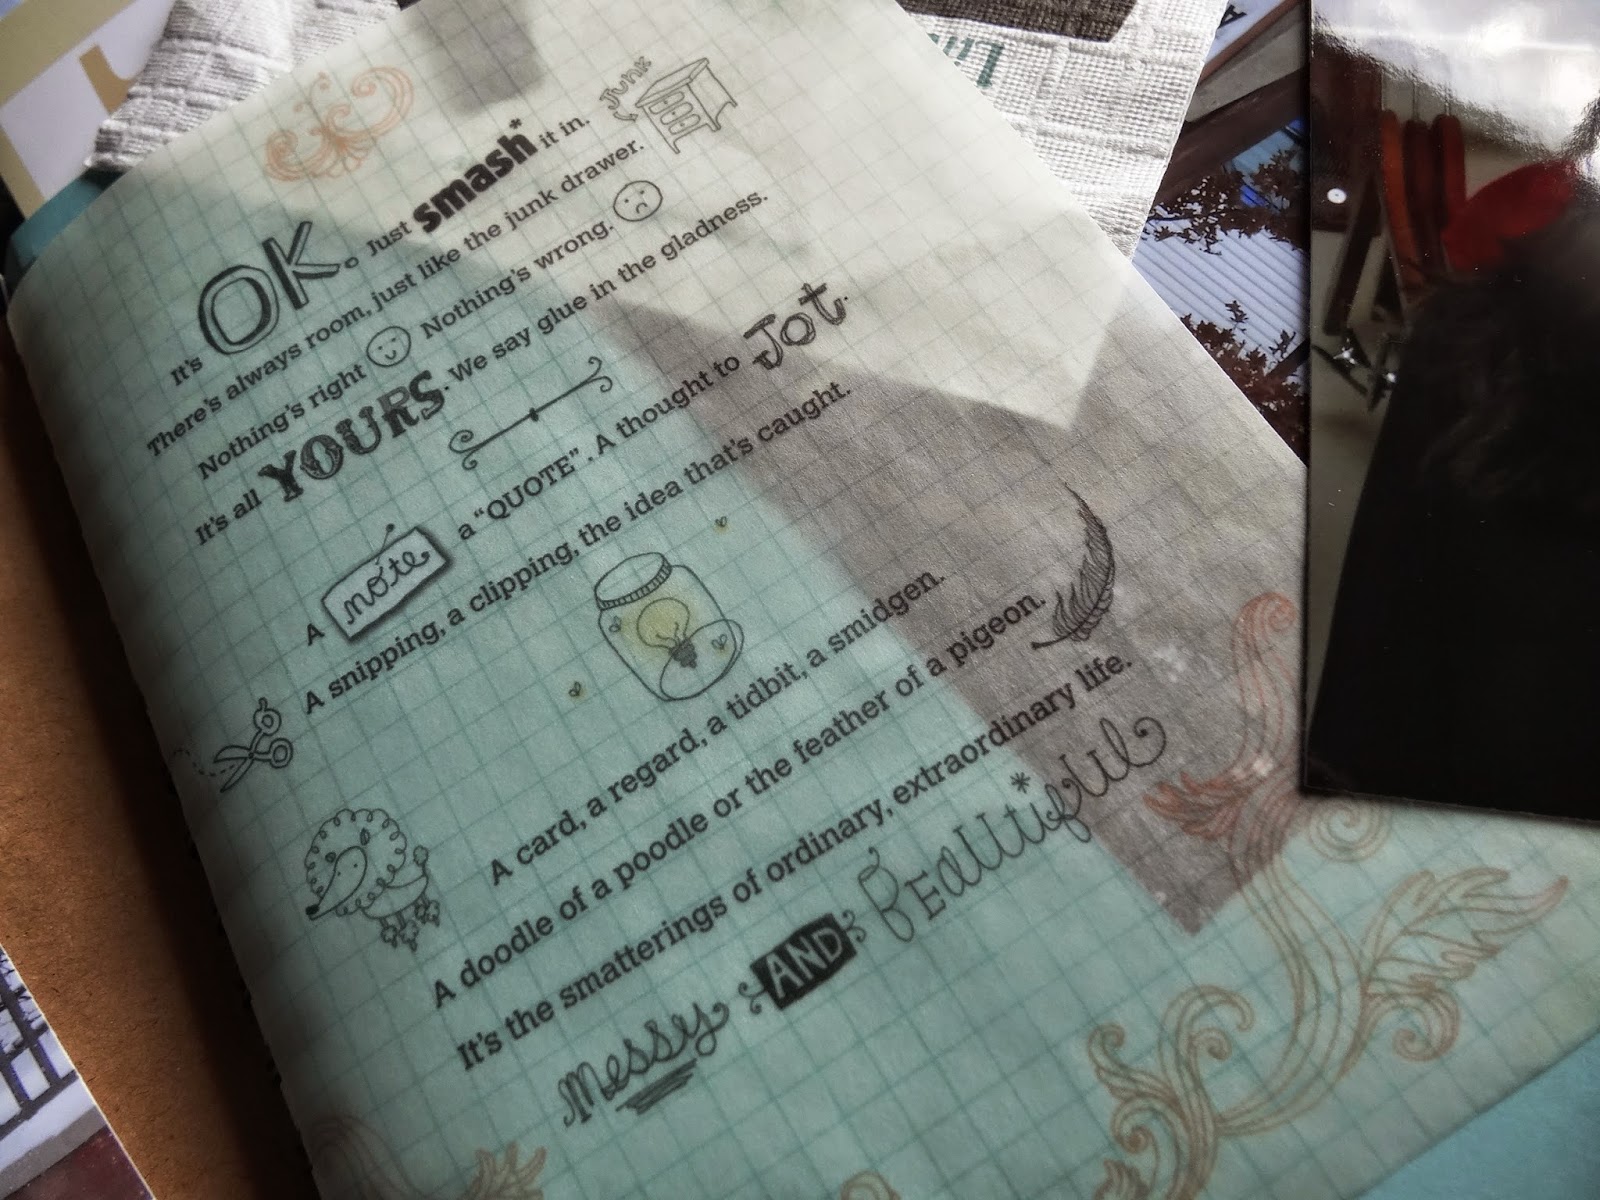 Junk
It's OK. Just smash* it in.
There's always room, just like the junk drawer.
Nothing's right Nothing's wrong.
It's all YOURS. We say glue in the gladness.
A note a "QUOTE". A thought to Jot.
A snipping, a clipping, the idea that's caught.
A card, a regard, a tidbit, a smidgen.
A doodle of a poodle or the feather of a pigeon.
It's the smatterings of ordinary, extraordinary life.
messy AND BEautiful*